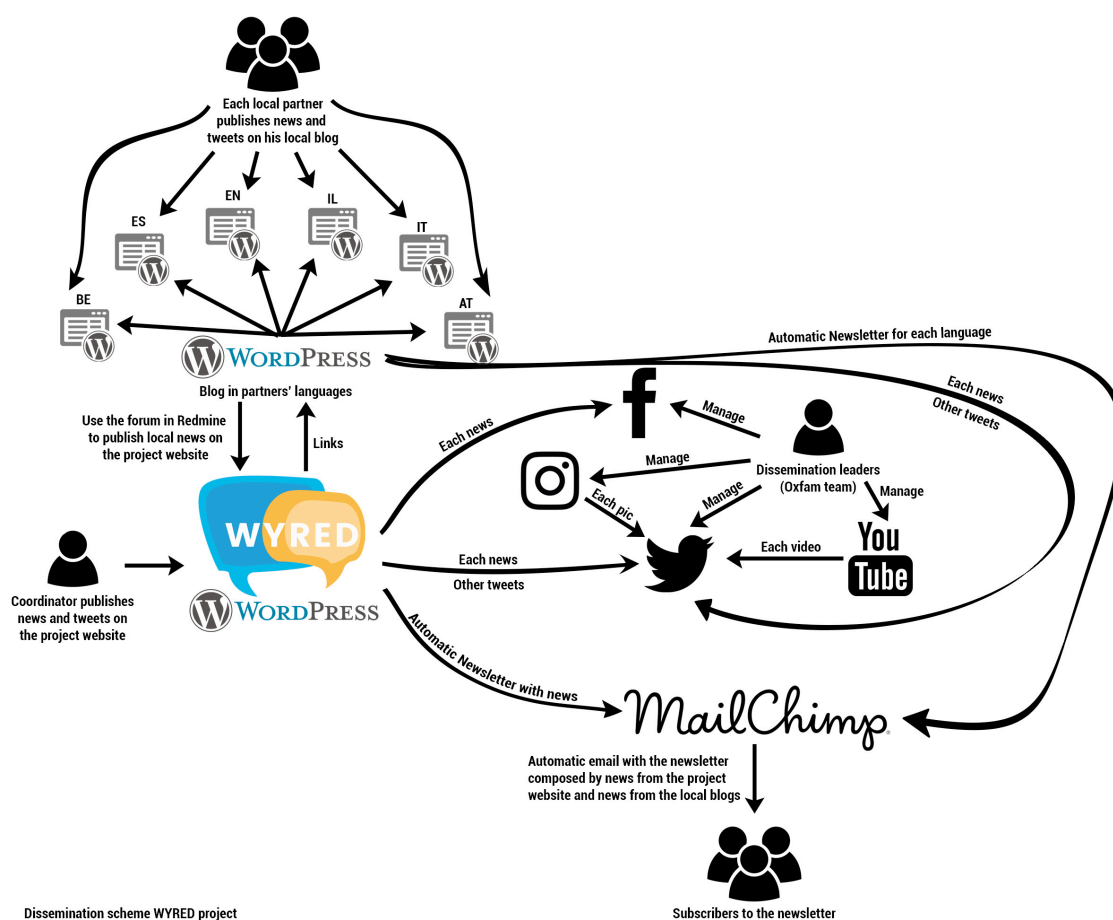 Each local partner
publishes news and
tweets on his local blog
EN
IL
ES
IT
BE
AT
WORDPRESS
Blog in partners' languages
Automatic Newsletter for each language
Each news
Other tweets
Use the forum in Redmine
to publish local news on
the project website
Links
Each news
Manage
Dissemination leaders
(Oxfam team)
Manage
Each pic
Manage
Manage
You
Tube
Each video
WYRED
WORDPRESS
Each news
Other tweets
Coordinator publishes
news and tweets on
the project website
Automatic Newsletter with news
MailChimp
Automatic email with the newsletter
composed by news from the project
website and news from the local blogs
Dissemination scheme WYRED project
Subscribers to the newsletter